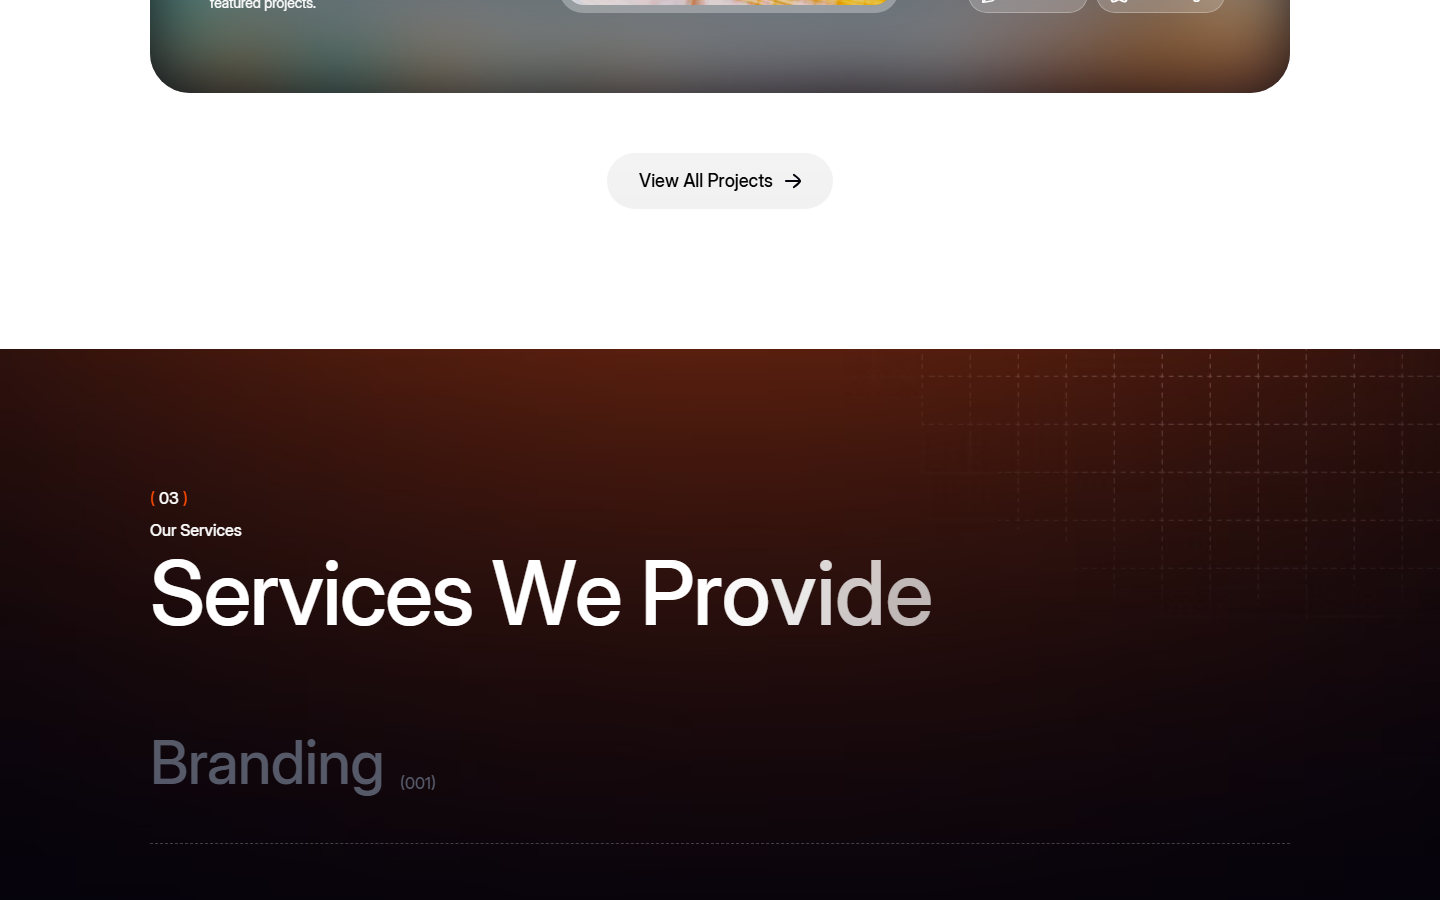 featured projects.
View All Projects
( 03 )
Our Services
Services We Provide
Branding (001)